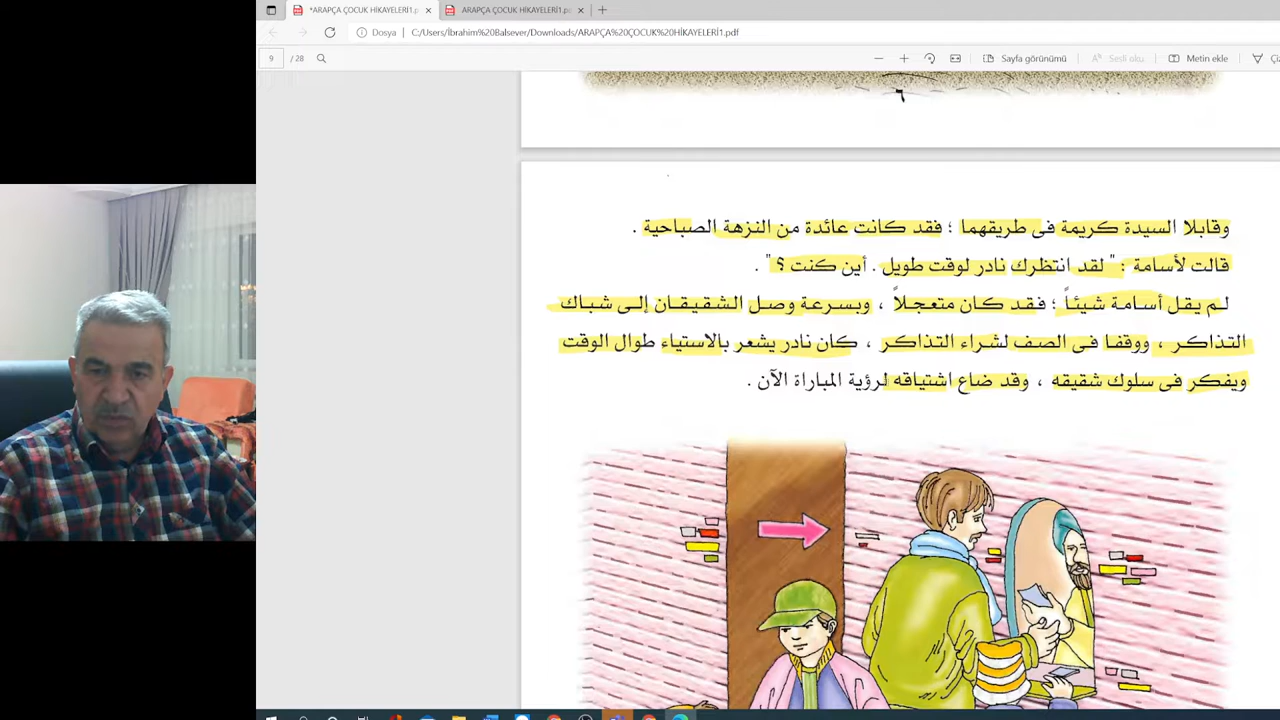 *ARAPÇA ÇOCUK HİKAYELERİ1.p
ARAPÇA ÇOCUK HİKAYELERİ1.p
Dosya
C:/Users/İbrahim%20Balsever/Downloads/ARAPÇA%20ÇOCUK%20HİKAYELERİ1.pdf
9 / 28
Sayfa görünümü
Sesli oku
Metin ekle
٦
وقابلا السيدة كريمة فى طريقهما ؛ فقد كانت عائدة من النزهة الصباحية .
قالت لأسامة : " لقد انتظرك نادر لوقت طويل . أين كنت ؟ " .
لم يقل أسامة شيئاً ؛ فقد كان متعجلاً ، وبسرعة وصل الشقيقان إلى شباك
التذاكر ، ووقفا فى الصف لشراء التذاكر ، كان نادر يشعر بالاستياء طوال الوقت
ويفكر فى سلوك شقيقه ، وقد ضاع اشتياقه لرؤية المباراة الآن .